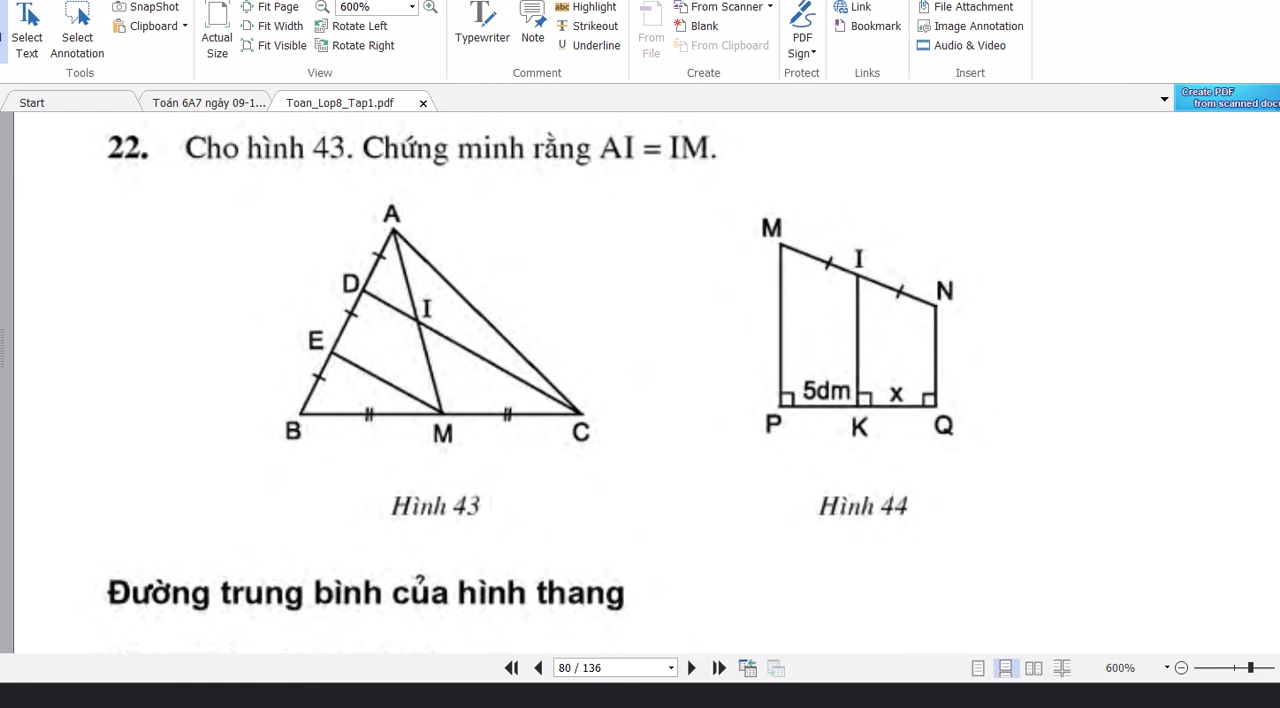 SnapShot
Clipboard
Select
Text
Select
Annotation
Tools
Actual
Size
Fit Page
Fit Width
Fit Visible
600%
Rotate Left
Rotate Right
View
Typewriter
Note
Highlight
Strikeout
Underline
Comment
From
File
From Scanner
Blank
From Clipboard
Create
PDF
Sign
Protect
Link
Bookmark
Links
File Attachment
Image Annotation
Audio & Video
Insert
Start
Toán 6A7 ngày 09-1...
Toan_Lop8_Tap1.pdf
Create PDF
from scanned doc
22. Cho hình 43. Chứng minh rằng AI = IM.
A
D
I
E
B
M
C
Hình 43
M
I
N
5dm
x
P
K
Q
Hình 44
Đường trung bình của hình thang
80 / 136
600%